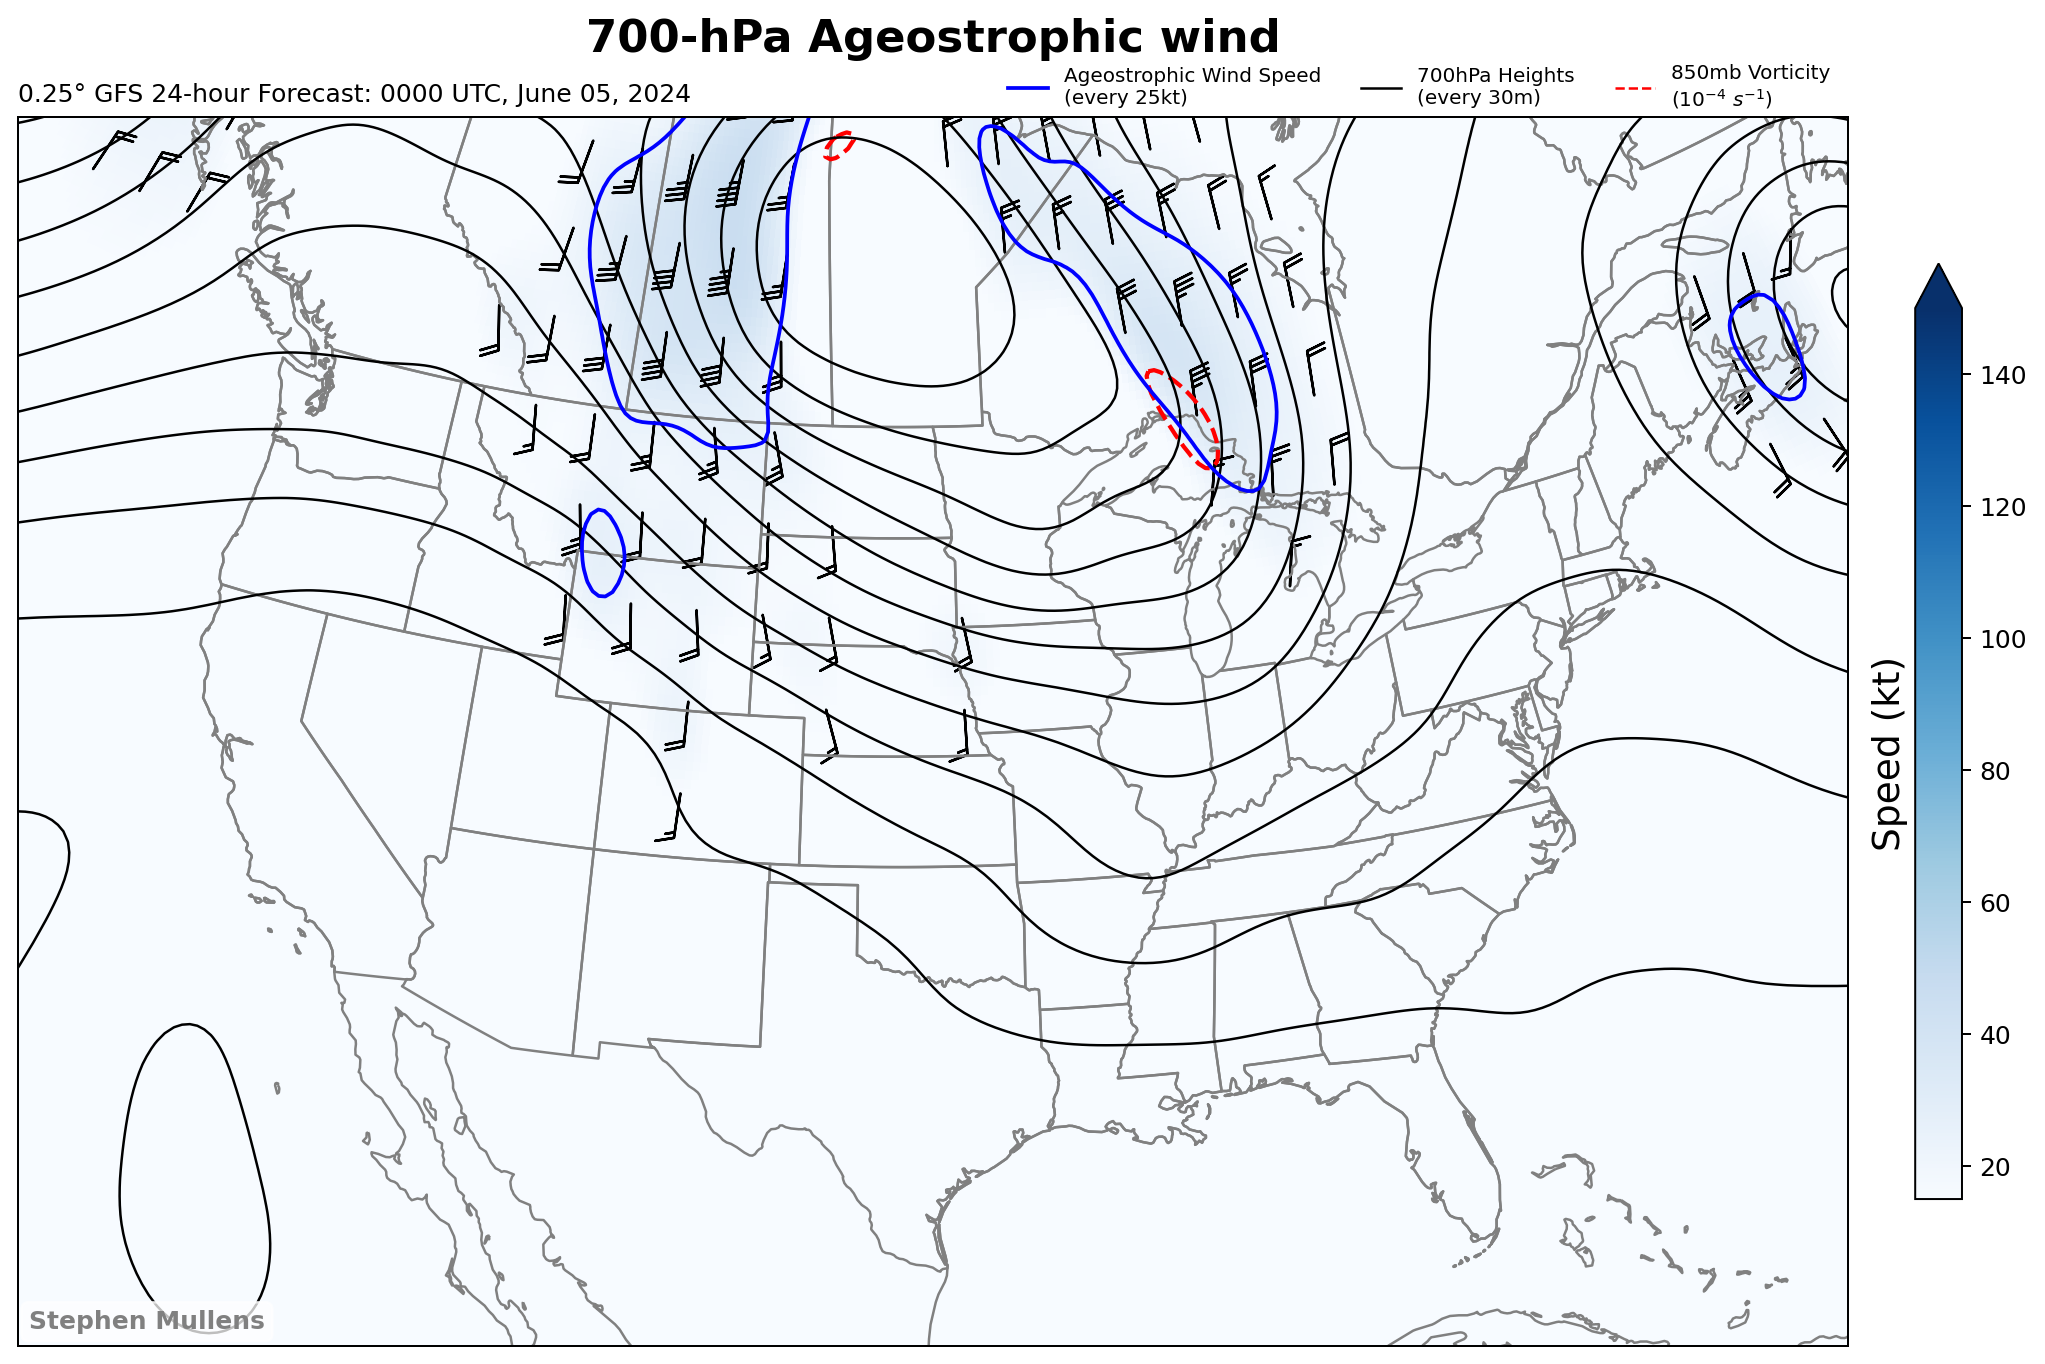 700-hPa Ageostrophic wind
0.25° GFS 24-hour Forecast: 0000 UTC, June 05, 2024
Ageostrophic Wind Speed
(every 25kt)
700hPa Heights
(every 30m)
850mb Vorticity
(10⁻⁴ s⁻¹)
140
120
100
80
60
40
20
Speed (kt)
Stephen Mullens